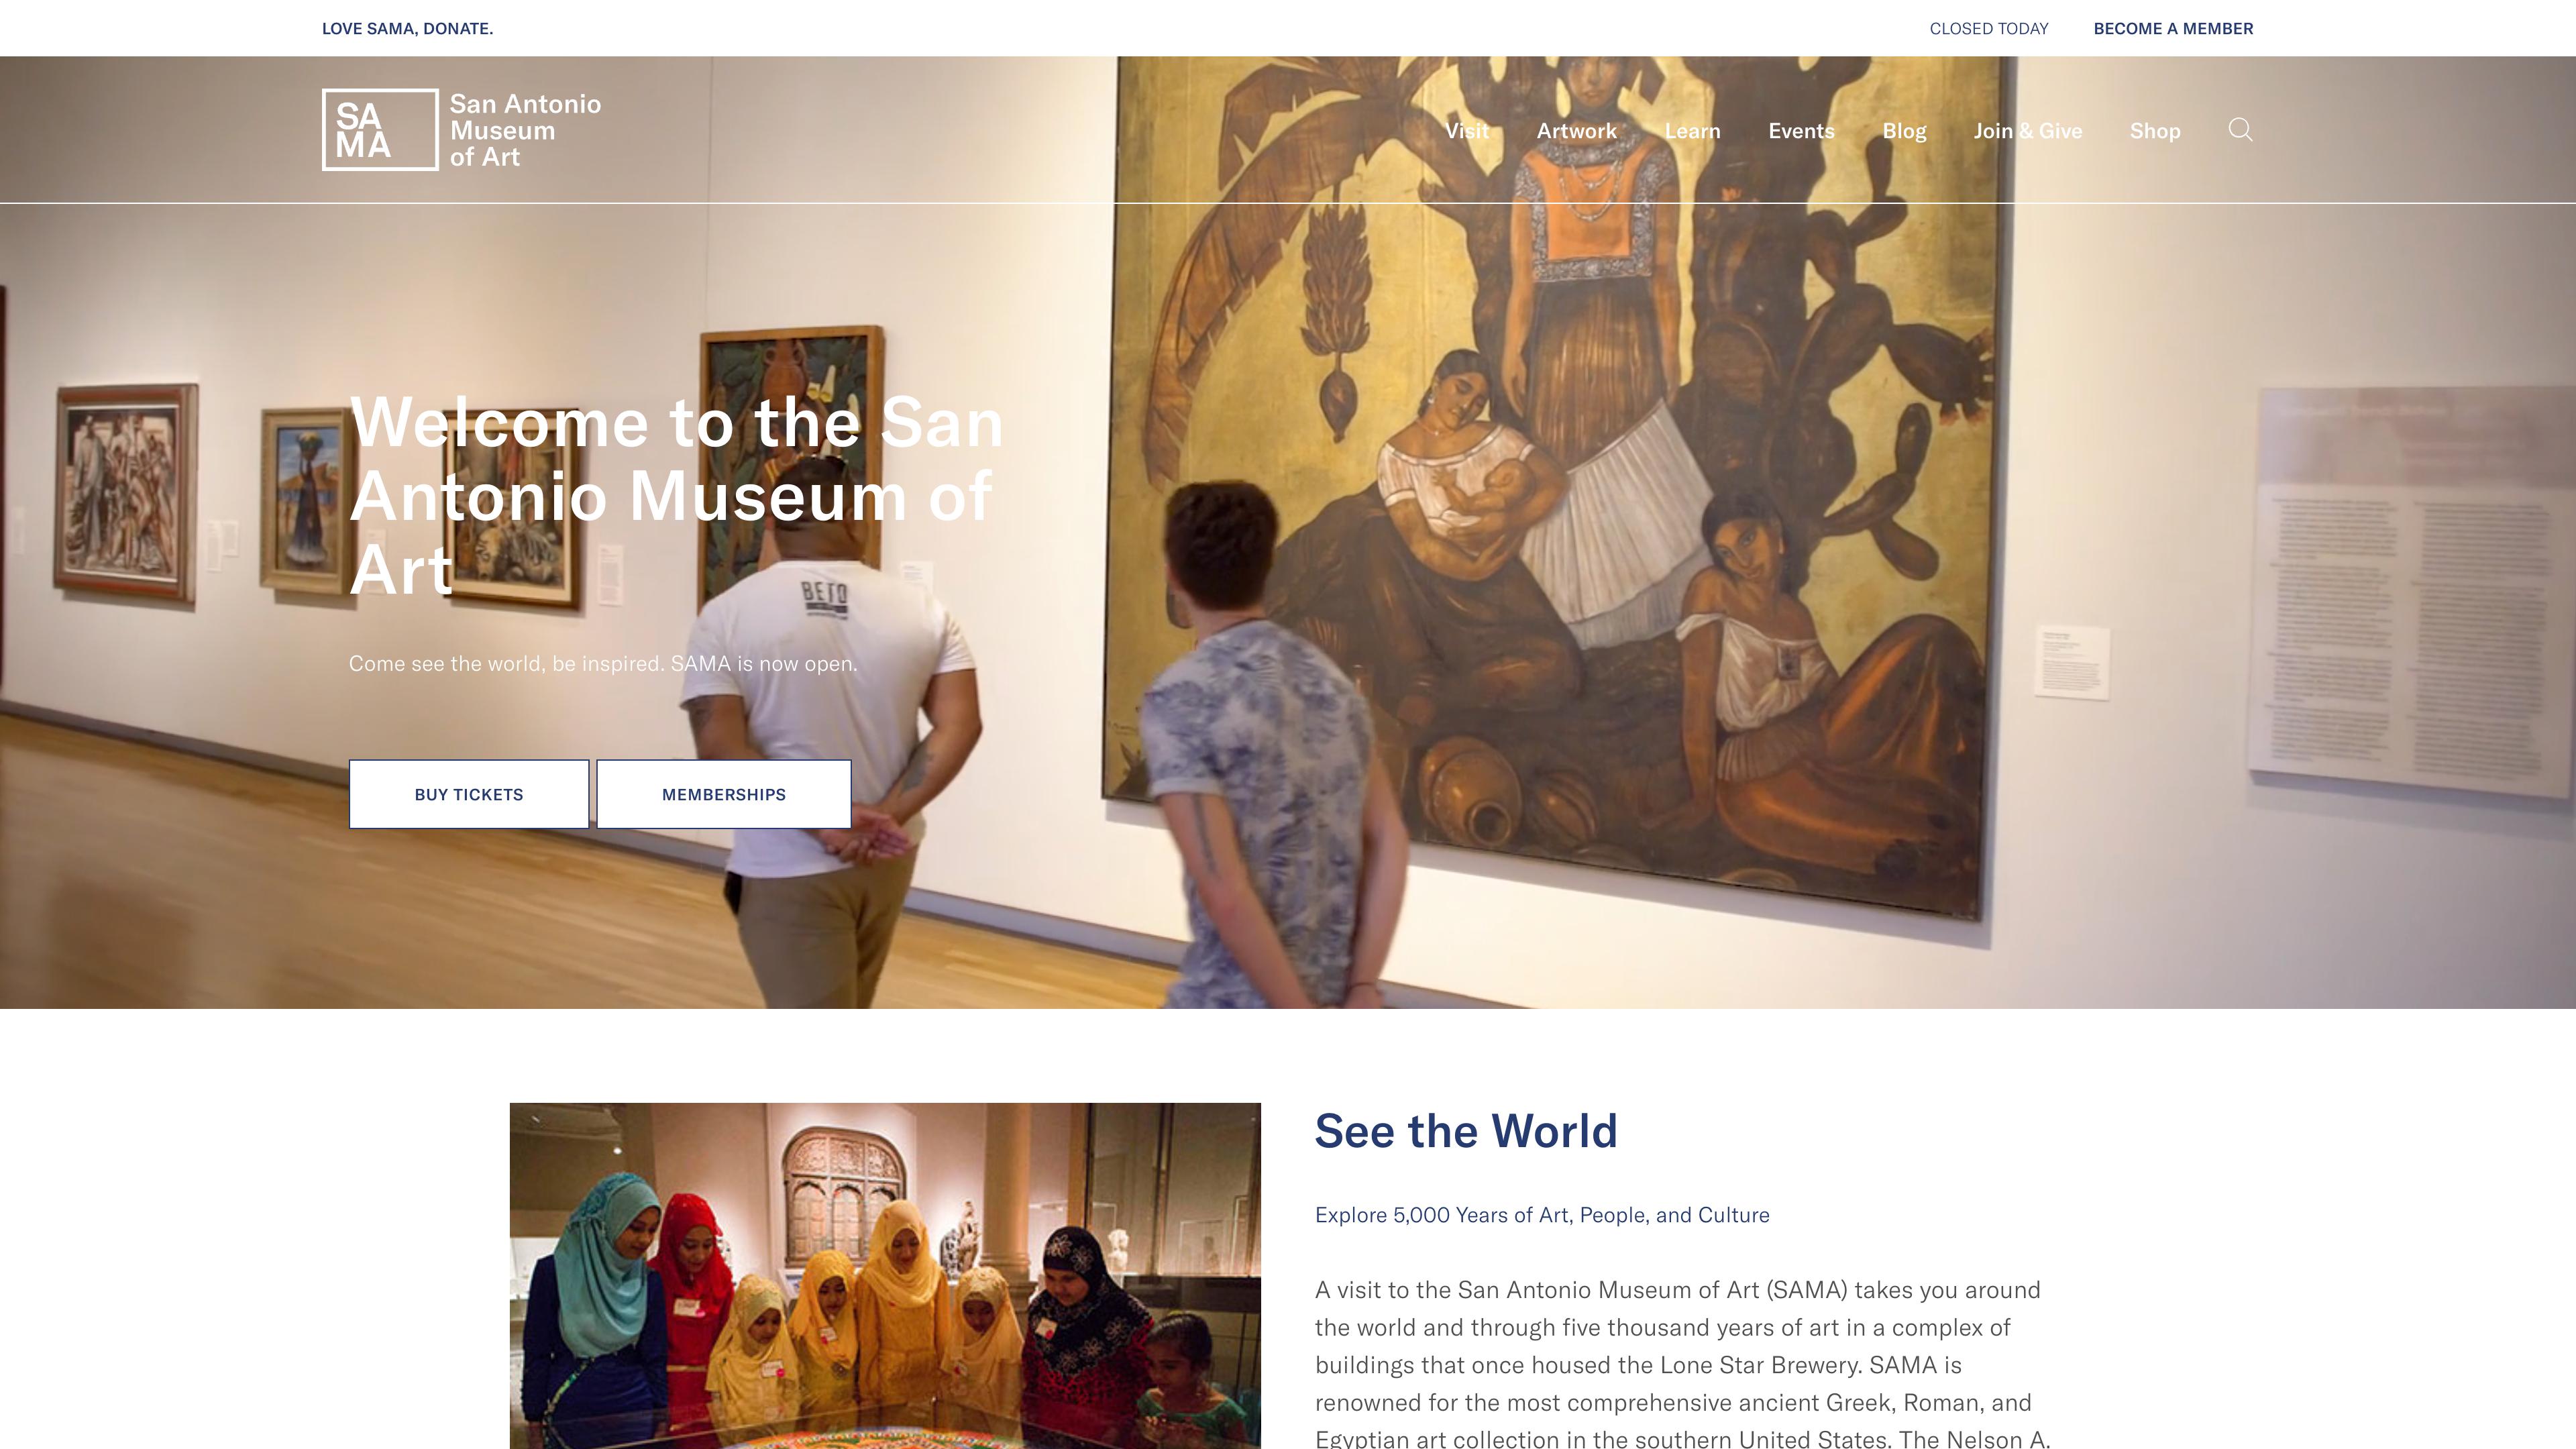 LOVE SAMA, DONATE.
CLOSED TODAY
BECOME A MEMBER
SA
MA
San Antonio
Museum
of Art
Visit
Artwork
Learn
Events
Blog
Join & Give
Shop
Welcome to the San
Antonio Museum of
Art
BETO
Come see the world, be inspired. SAMA is now open.
BUY TICKETS
MEMBERSHIPS
See the World
Explore 5,000 Years of Art, People, and Culture
A visit to the San Antonio Museum of Art (SAMA) takes you around
the world and through five thousand years of art in a complex of
buildings that once housed the Lone Star Brewery. SAMA is
renowned for the most comprehensive ancient Greek, Roman, and
Egyptian art collection in the southern United States. The Nelson A.